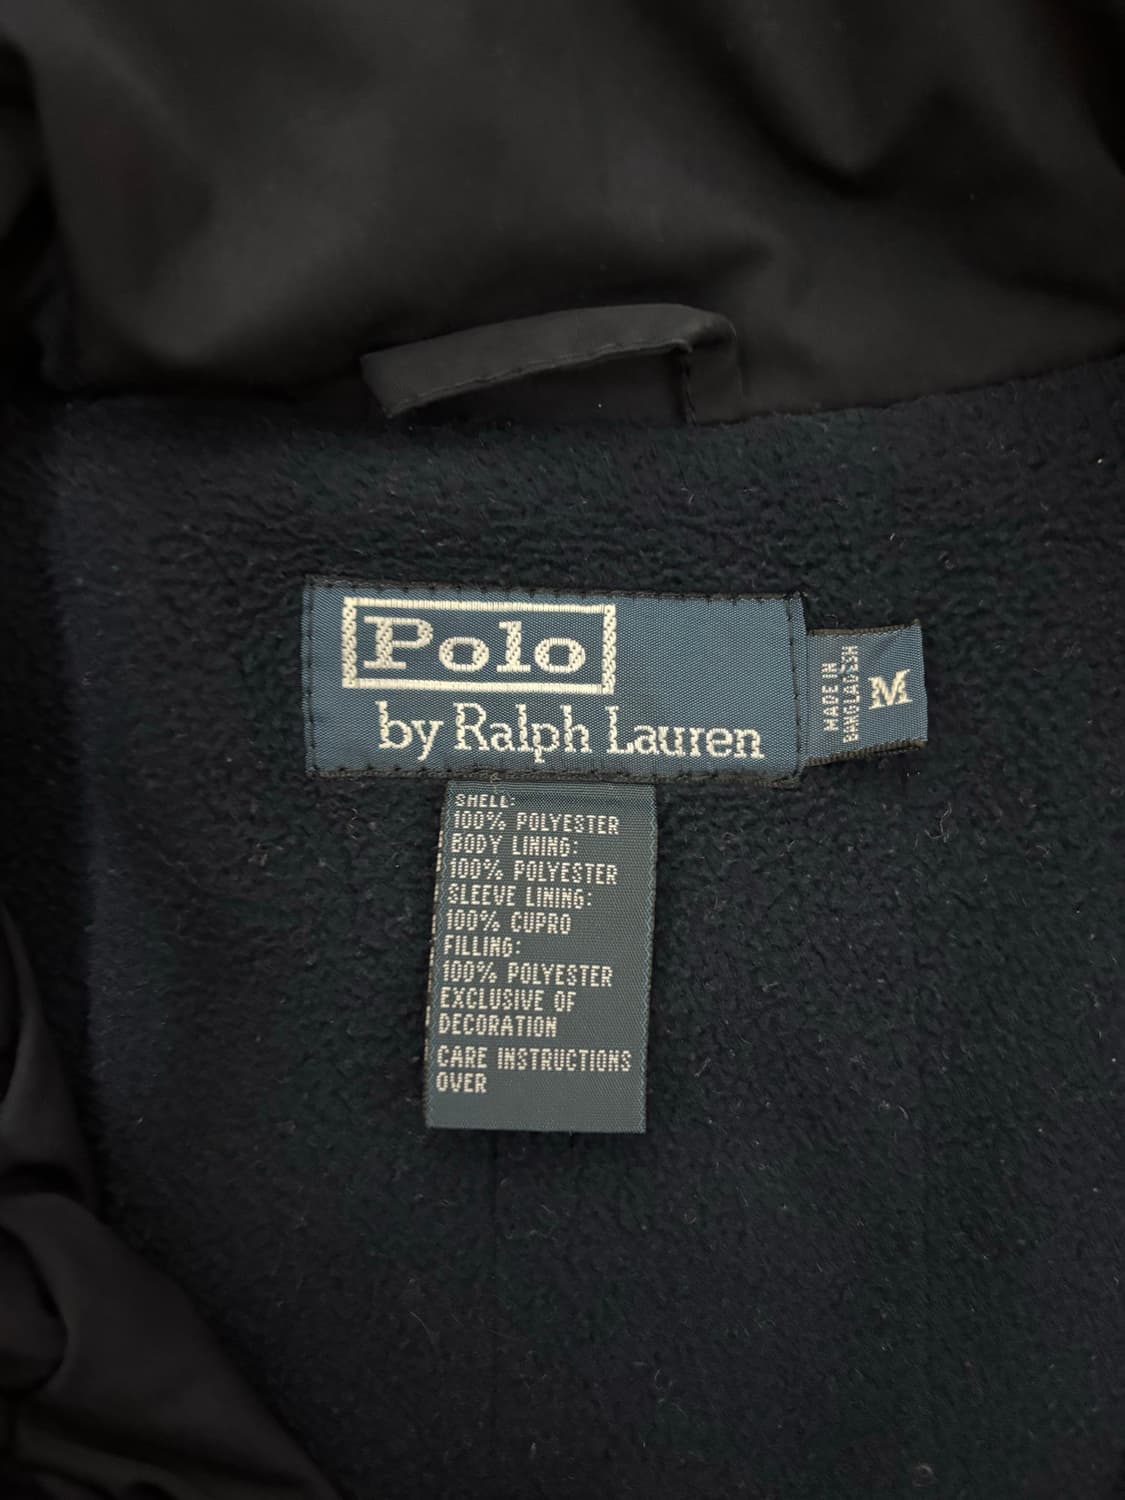 Polo
by Ralph Lauren
MADE IN
BANGLADESH
M
SHELL:
100% POLYESTER
BODY LINING:
100% POLYESTER
SLEEVE LINING:
100% CUPRO
FILLING:
100% POLYESTER
EXCLUSIVE OF
DECORATION
CARE INSTRUCTIONS
OVER